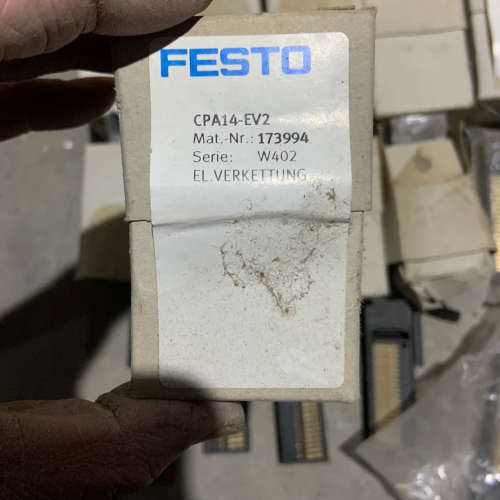 FESTO
CPA14-EV2
Mat.-Nr.: 173994
Serie: W402
EL.VERKETTUNG